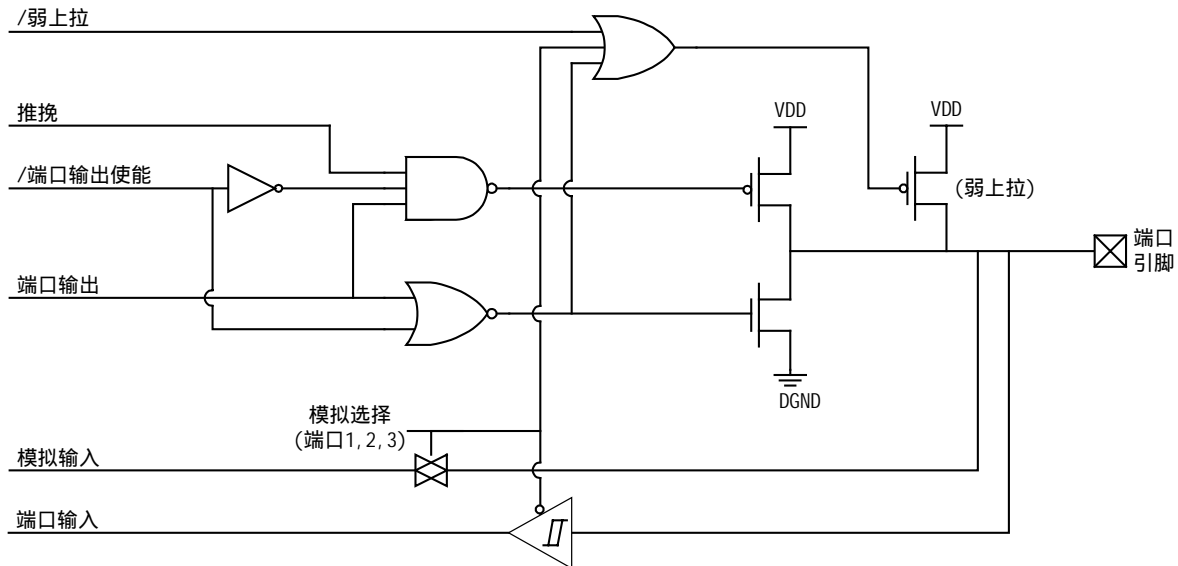 /弱上拉
推挽
VDD
VDD
/端口输出使能
(弱上拉)
端口
引脚
端口输出
DGND
模拟选择
(端口1,2,3)
模拟输入
端口输入